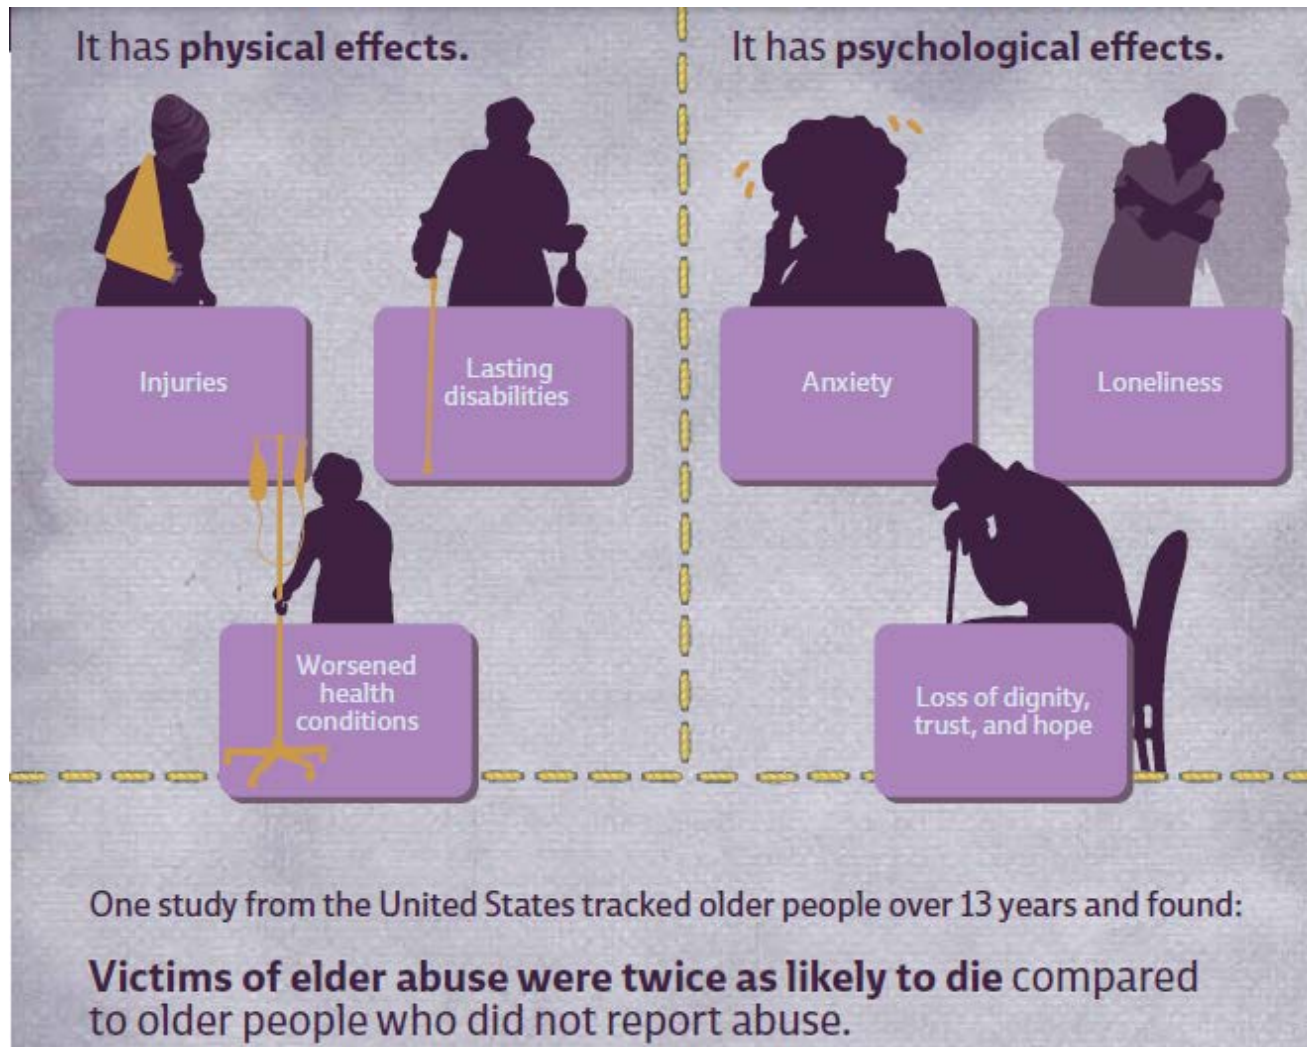 It has physical effects.
Injuries
Lasting
disabilities
Worsened
health
conditions
It has psychological effects.
Anxiety
Loneliness
Loss of dignity,
trust, and hope
One study from the United States tracked older people over 13 years and found:
Victims of elder abuse were twice as likely to die compared
to older people who did not report abuse.